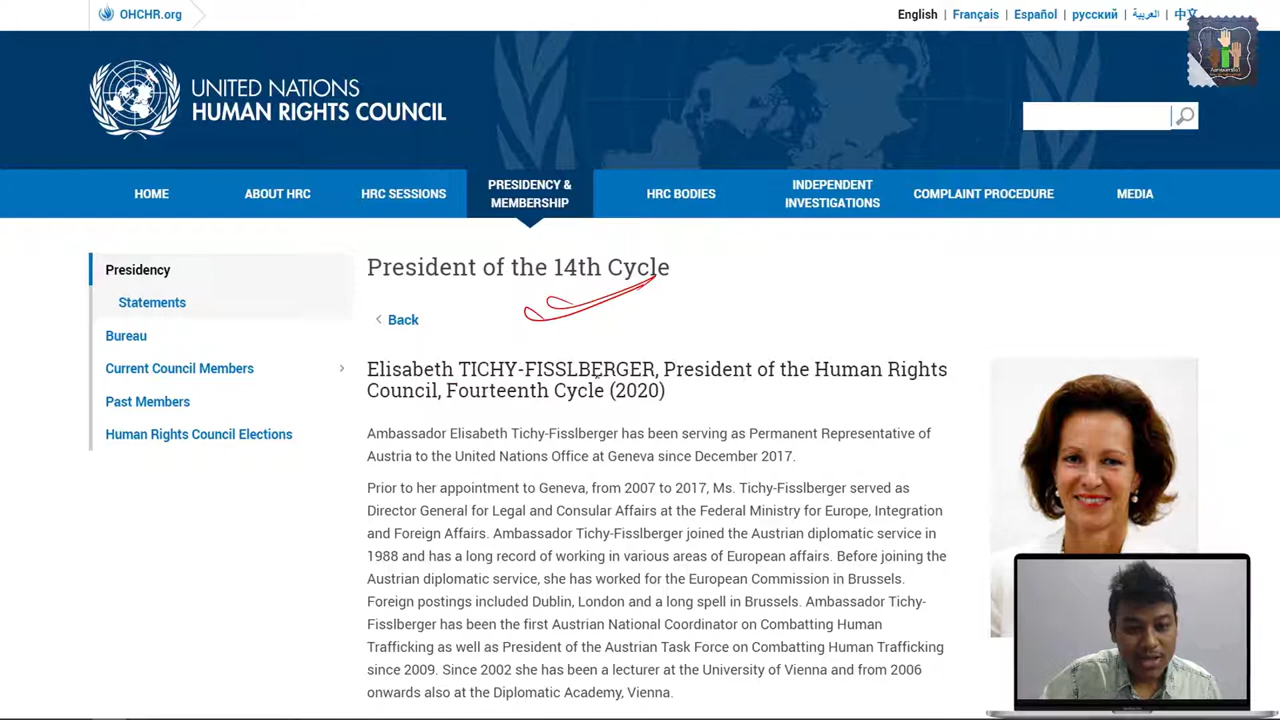 OHCHR.org
English | Français | Español | русский | العربية | 中文
UNITED NATIONS
HUMAN RIGHTS COUNCIL
HOME
ABOUT HRC
HRC SESSIONS
PRESIDENCY &
MEMBERSHIP
HRC BODIES
INDEPENDENT
INVESTIGATIONS
COMPLAINT PROCEDURE
MEDIA
Presidency
Statements
Bureau
Current Council Members
Past Members
Human Rights Council Elections
President of the 14th Cycle
Back
Elisabeth TICHY-FISSLBERGER, President of the Human Rights
Council, Fourteenth Cycle (2020)
Ambassador Elisabeth Tichy-Fisslberger has been serving as Permanent Representative of
Austria to the United Nations Office at Geneva since December 2017.
Prior to her appointment to Geneva, from 2007 to 2017, Ms. Tichy-Fisslberger served as
Director General for Legal and Consular Affairs at the Federal Ministry for Europe, Integration
and Foreign Affairs. Ambassador Tichy-Fisslberger joined the Austrian diplomatic service in
1988 and has a long record of working in various areas of European affairs. Before joining the
Austrian diplomatic service, she has worked for the European Commission in Brussels.
Foreign postings included Dublin, London and a long spell in Brussels. Ambassador Tichy-
Fisslberger has been the first Austrian National Coordinator on Combatting Human
Trafficking as well as President of the Austrian Task Force on Combatting Human Trafficking
since 2009. Since 2002 she has been a lecturer at the University of Vienna and from 2006
onwards also at the Diplomatic Academy, Vienna.